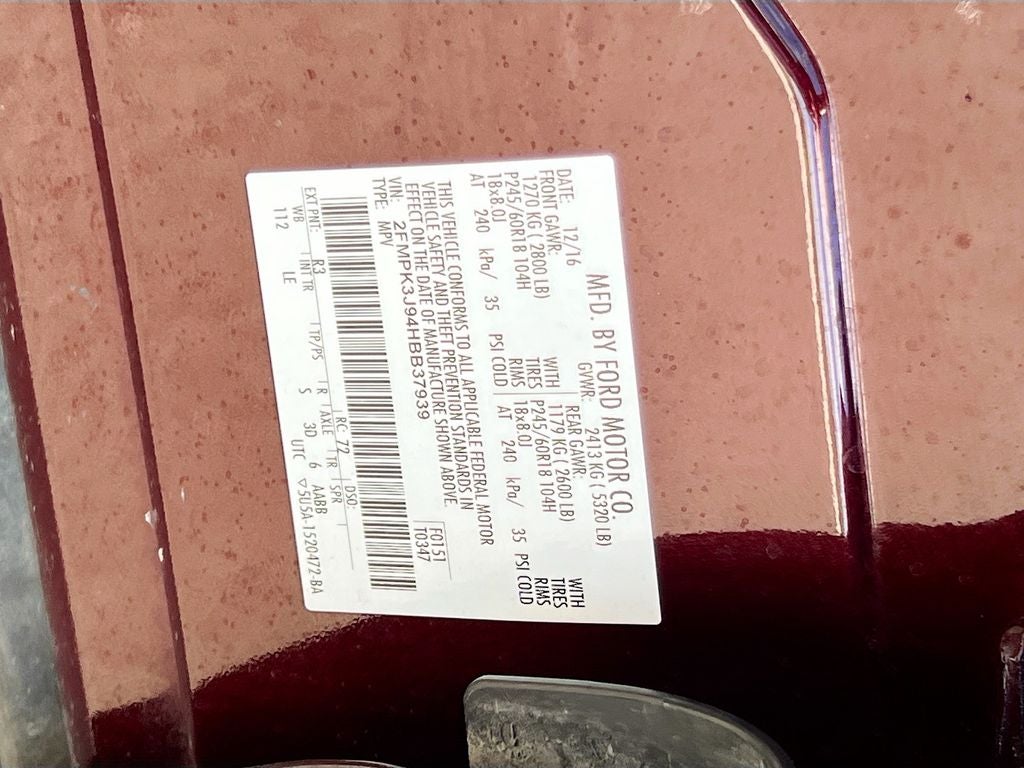 MFD. BY FORD MOTOR CO.
DATE: 12/16 GVWR: 2413 KG ( 5320 LB)
FRONT GAWR: REAR GAWR:
1270 KG ( 2800 LB) WITH 1179 KG ( 2600 LB) WITH
P245/60R18 104H TIRES P245/60R18 104H TIRES
18x8.0J RIMS 18x8.0J RIMS
AT 240 kPa/ 35 PSI COLD AT 240 kPa/ 35 PSI COLD
THIS VEHICLE CONFORMS TO ALL APPLICABLE FEDERAL MOTOR
VEHICLE SAFETY AND THEFT PREVENTION STANDARDS IN
EFFECT ON THE DATE OF MANUFACTURE SHOWN ABOVE.
VIN: 2FMPK3J94HBB37939 F0151
TYPE: MPV T0347
EXT PNT: R3 RC: 72 DSO:
WB INT TR TP/PS R AXLE TR SPR
112 LE S 3D 6 AABB
UTC ▽5U5A-1520472-BA